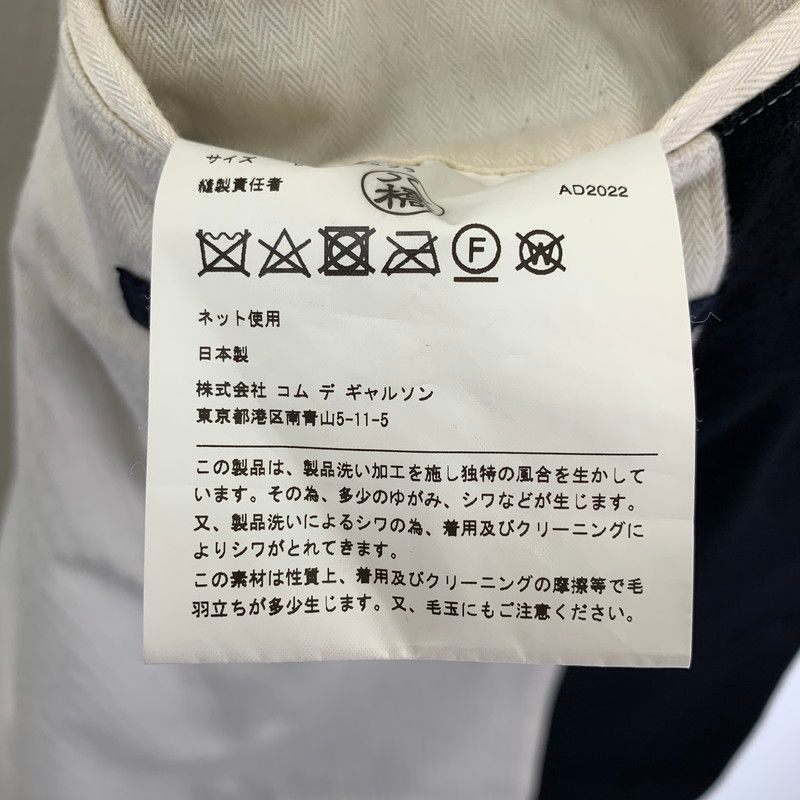 サイズ
縫製責任者
AD2022
F
W
ネット使用
日本製
株式会社 コム デ ギャルソン
東京都港区南青山5-11-5
この製品は、製品洗い加工を施し独特の風合を生かして
います。その為、多少のゆがみ、シワなどが生じます。
又、製品洗いによるシワの為、着用及びクリーニングに
よりシワがとれてきます。
この素材は性質上、着用及びクリーニングの摩擦等で毛
羽立ちが多少生じます。又、毛玉にもご注意ください。